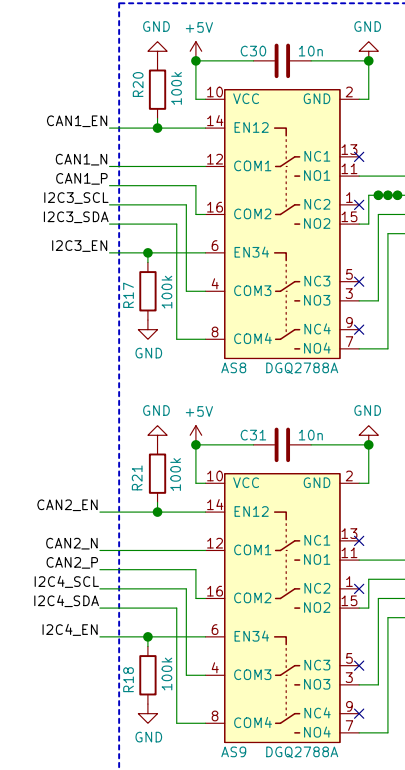 GND +5V GND
C30 10n
R20 100k
10 VCC GND 2
CAN1_EN 14 EN12
13
CAN1_N 12 COM1 NC1
NO1 11
CAN1_P
I2C3_SCL NC2 1
I2C3_SDA 16 COM2 NO2 15
I2C3_EN 6 EN34
NC3 5
R17 100k 4 COM3 NO3 3
NC4 9
8 COM4 NO4 7
GND
AS8 DGQ2788A
GND +5V GND
C31 10n
R21 100k
10 VCC GND 2
CAN2_EN 14 EN12
13
CAN2_N 12 COM1 NC1
NO1 11
CAN2_P
I2C4_SCL NC2 1
I2C4_SDA 16 COM2 NO2 15
I2C4_EN 6 EN34
NC3 5
R18 100k 4 COM3 NO3 3
NC4 9
8 COM4 NO4 7
GND
AS9 DGQ2788A